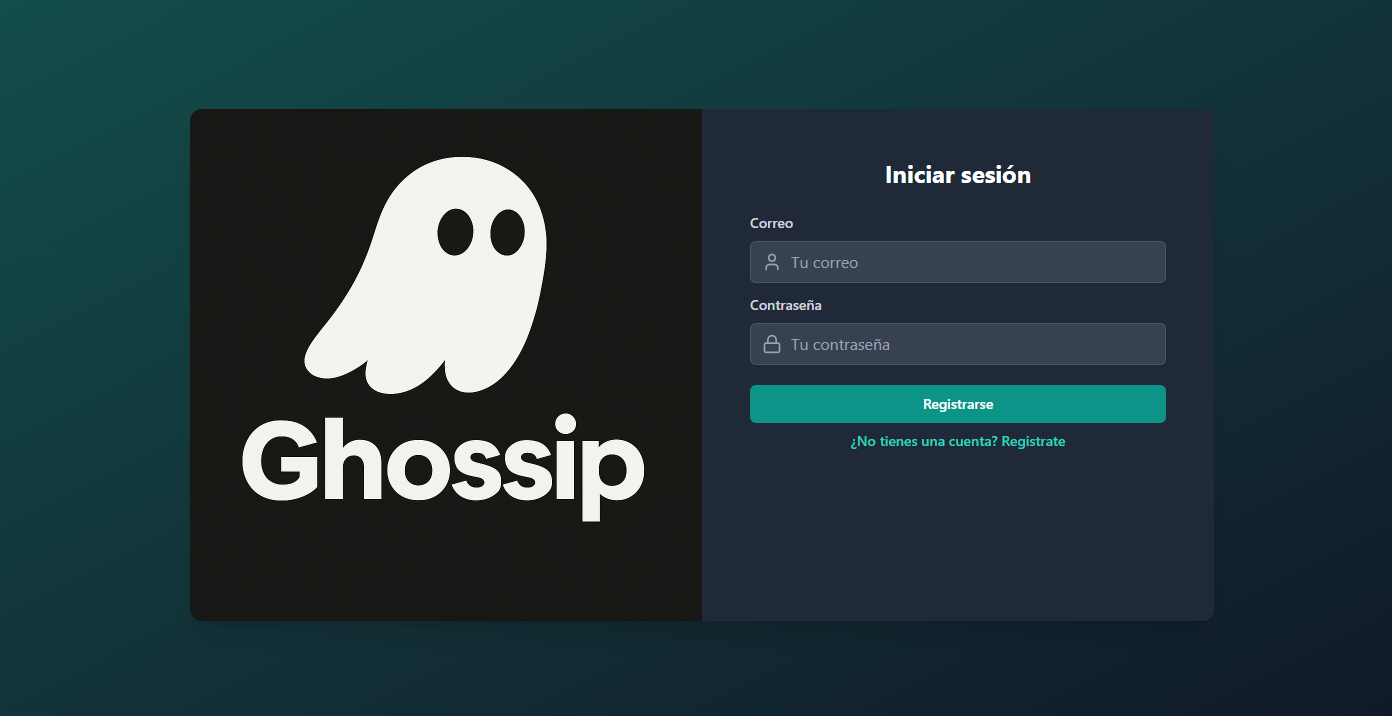 Ghossip
Iniciar sesión
Correo
Tu correo
Contraseña
Tu contraseña
Registrarse
¿No tienes una cuenta? Registrate